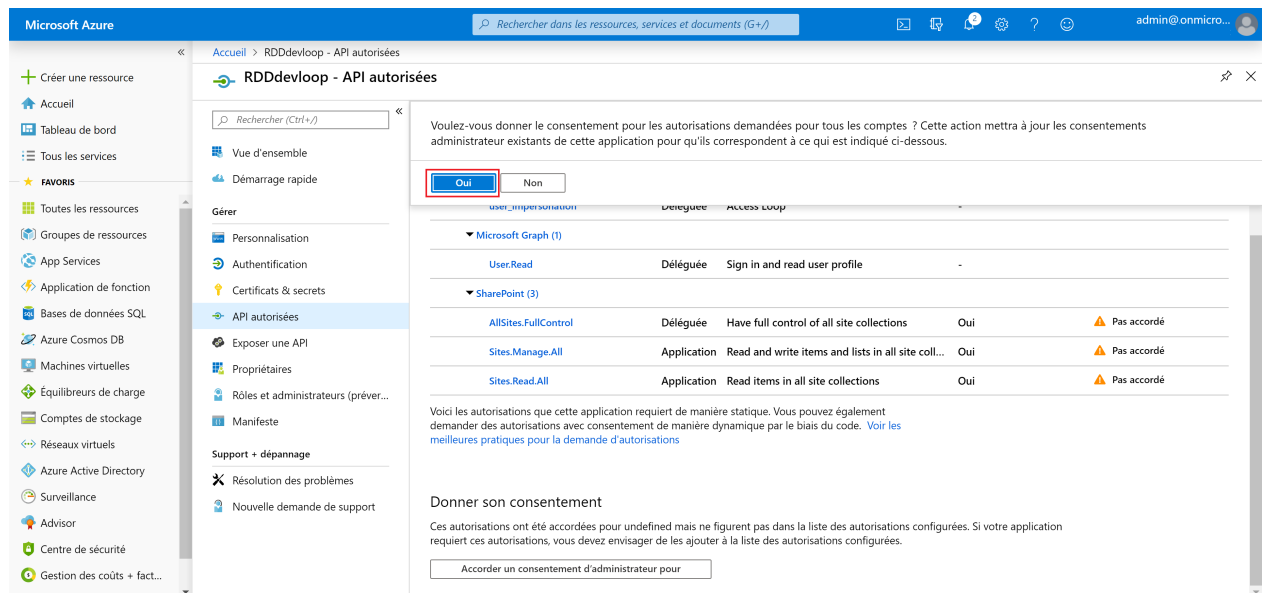 Microsoft Azure
Rechercher dans les ressources, services et documents (G+/)
2
admin@onmicro...
Accueil > RDDdevloop - API autorisées
RDDdevloop - API autorisées
Créer une ressource
Accueil
Tableau de bord
Tous les services
FAVORIS
Toutes les ressources
Groupes de ressources
App Services
Application de fonction
Bases de données SQL
Azure Cosmos DB
Machines virtuelles
Équilibreurs de charge
Comptes de stockage
Réseaux virtuels
Azure Active Directory
Surveillance
Advisor
Centre de sécurité
Gestion des coûts + fact...
Rechercher (Ctrl+/)
Vue d'ensemble
Démarrage rapide
Gérer
Personnalisation
Authentification
Certificats & secrets
API autorisées
Exposer une API
Propriétaires
Rôles et administrateurs (préver...
Manifeste
Support + dépannage
Résolution des problèmes
Nouvelle demande de support
Voulez-vous donner le consentement pour les autorisations demandées pour tous les comptes ? Cette action mettra à jour les consentements
administrateur existants de cette application pour qu'ils correspondent à ce qui est indiqué ci-dessous.
Oui Non
user_impersonation Déléguée Access Loop -
Microsoft Graph (1)
User.Read Déléguée Sign in and read user profile -
SharePoint (3)
AllSites.FullControl Déléguée Have full control of all site collections Oui Pas accordé
Sites.Manage.All Application Read and write items and lists in all site coll... Oui Pas accordé
Sites.Read.All Application Read items in all site collections Oui Pas accordé
Voici les autorisations que cette application requiert de manière statique. Vous pouvez également
demander des autorisations avec consentement de manière dynamique par le biais du code. Voir les
meilleures pratiques pour la demande d'autorisations
Donner son consentement
Ces autorisations ont été accordées pour undefined mais ne figurent pas dans la liste des autorisations configurées. Si votre application
requiert ces autorisations, vous devez envisager de les ajouter à la liste des autorisations configurées.
Accorder un consentement d'administrateur pour